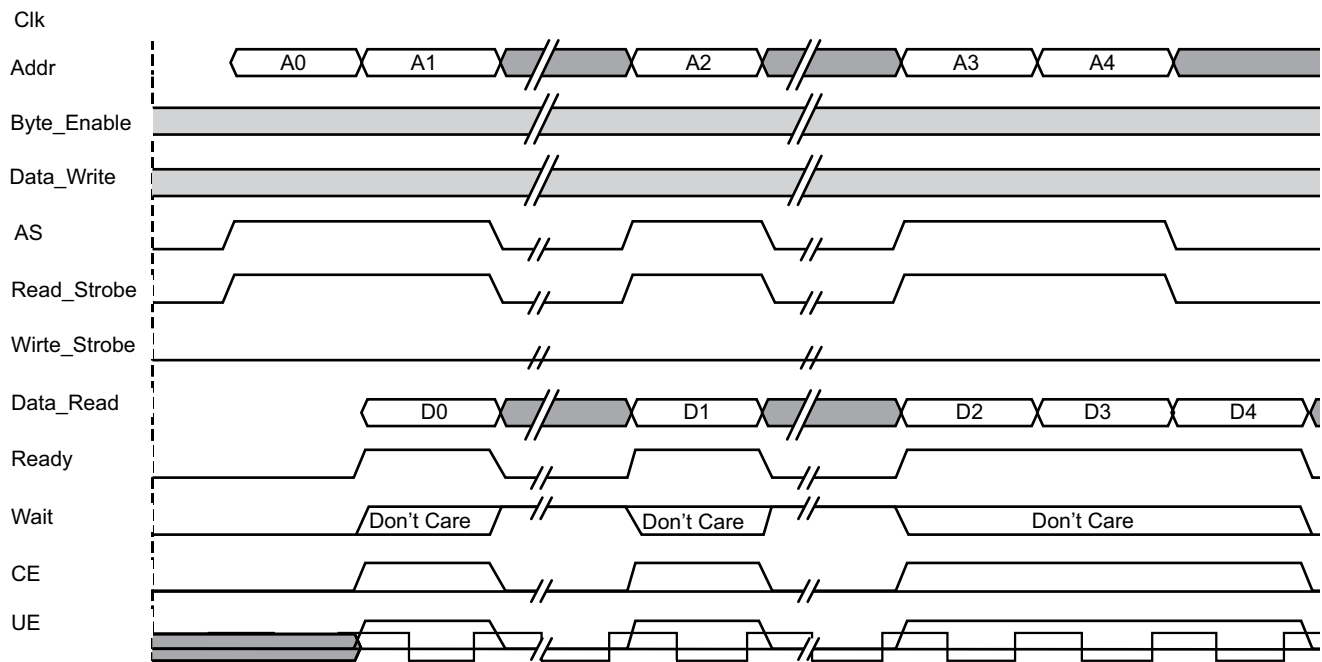 Clk
Addr A0 A1 A2 A3 A4
Byte_Enable
Data_Write
AS
Read_Strobe
Wirte_Strobe
Data_Read D0 D1 D2 D3 D4
Ready
Wait Don't Care Don't Care Don't Care
CE
UE